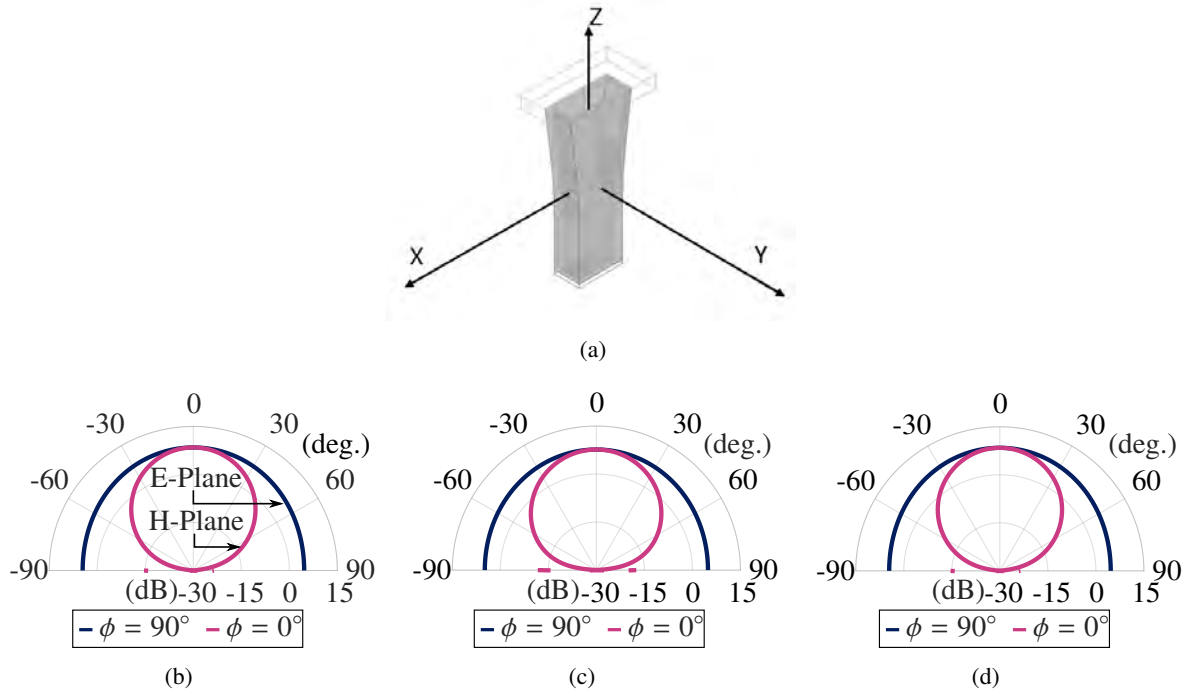 Z
X
Y
(a)
0
-30
30
(deg.)
-60
60
E-Plane
H-Plane
-90
90
(dB)
-30
-15
0
15
ϕ = 90°
ϕ = 0°
(b)
0
-30
30
(deg.)
-60
60
-90
90
(dB)
-30
-15
0
15
ϕ = 90°
ϕ = 0°
(c)
0
-30
30
(deg.)
-60
60
-90
90
(dB)
-30
-15
0
15
ϕ = 90°
ϕ = 0°
(d)